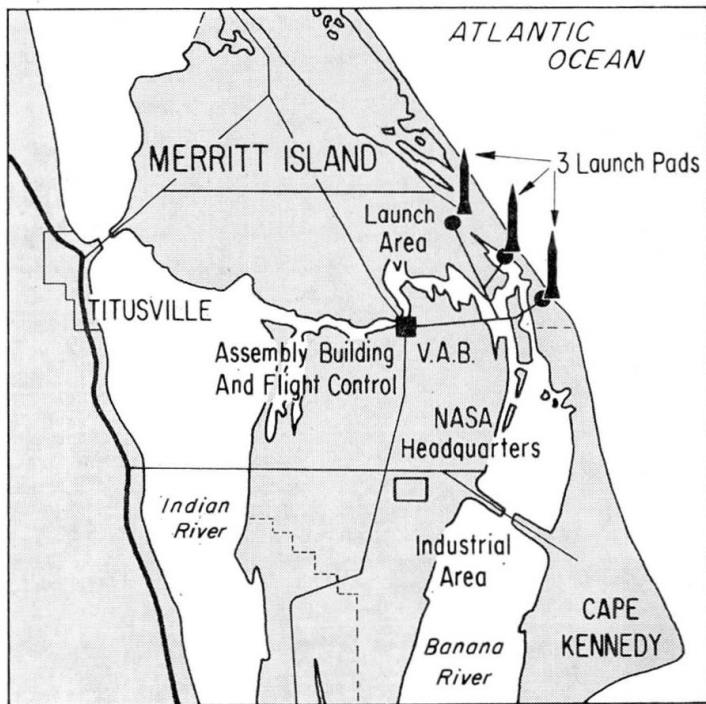 ATLANTIC
OCEAN
MERRITT ISLAND
3 Launch Pads
Launch
Area
TITUSVILLE
Assembly Building
And Flight Control
V.A.B.
NASA
Headquarters
Indian
River
Industrial
Area
CAPE
KENNEDY
Banana
River